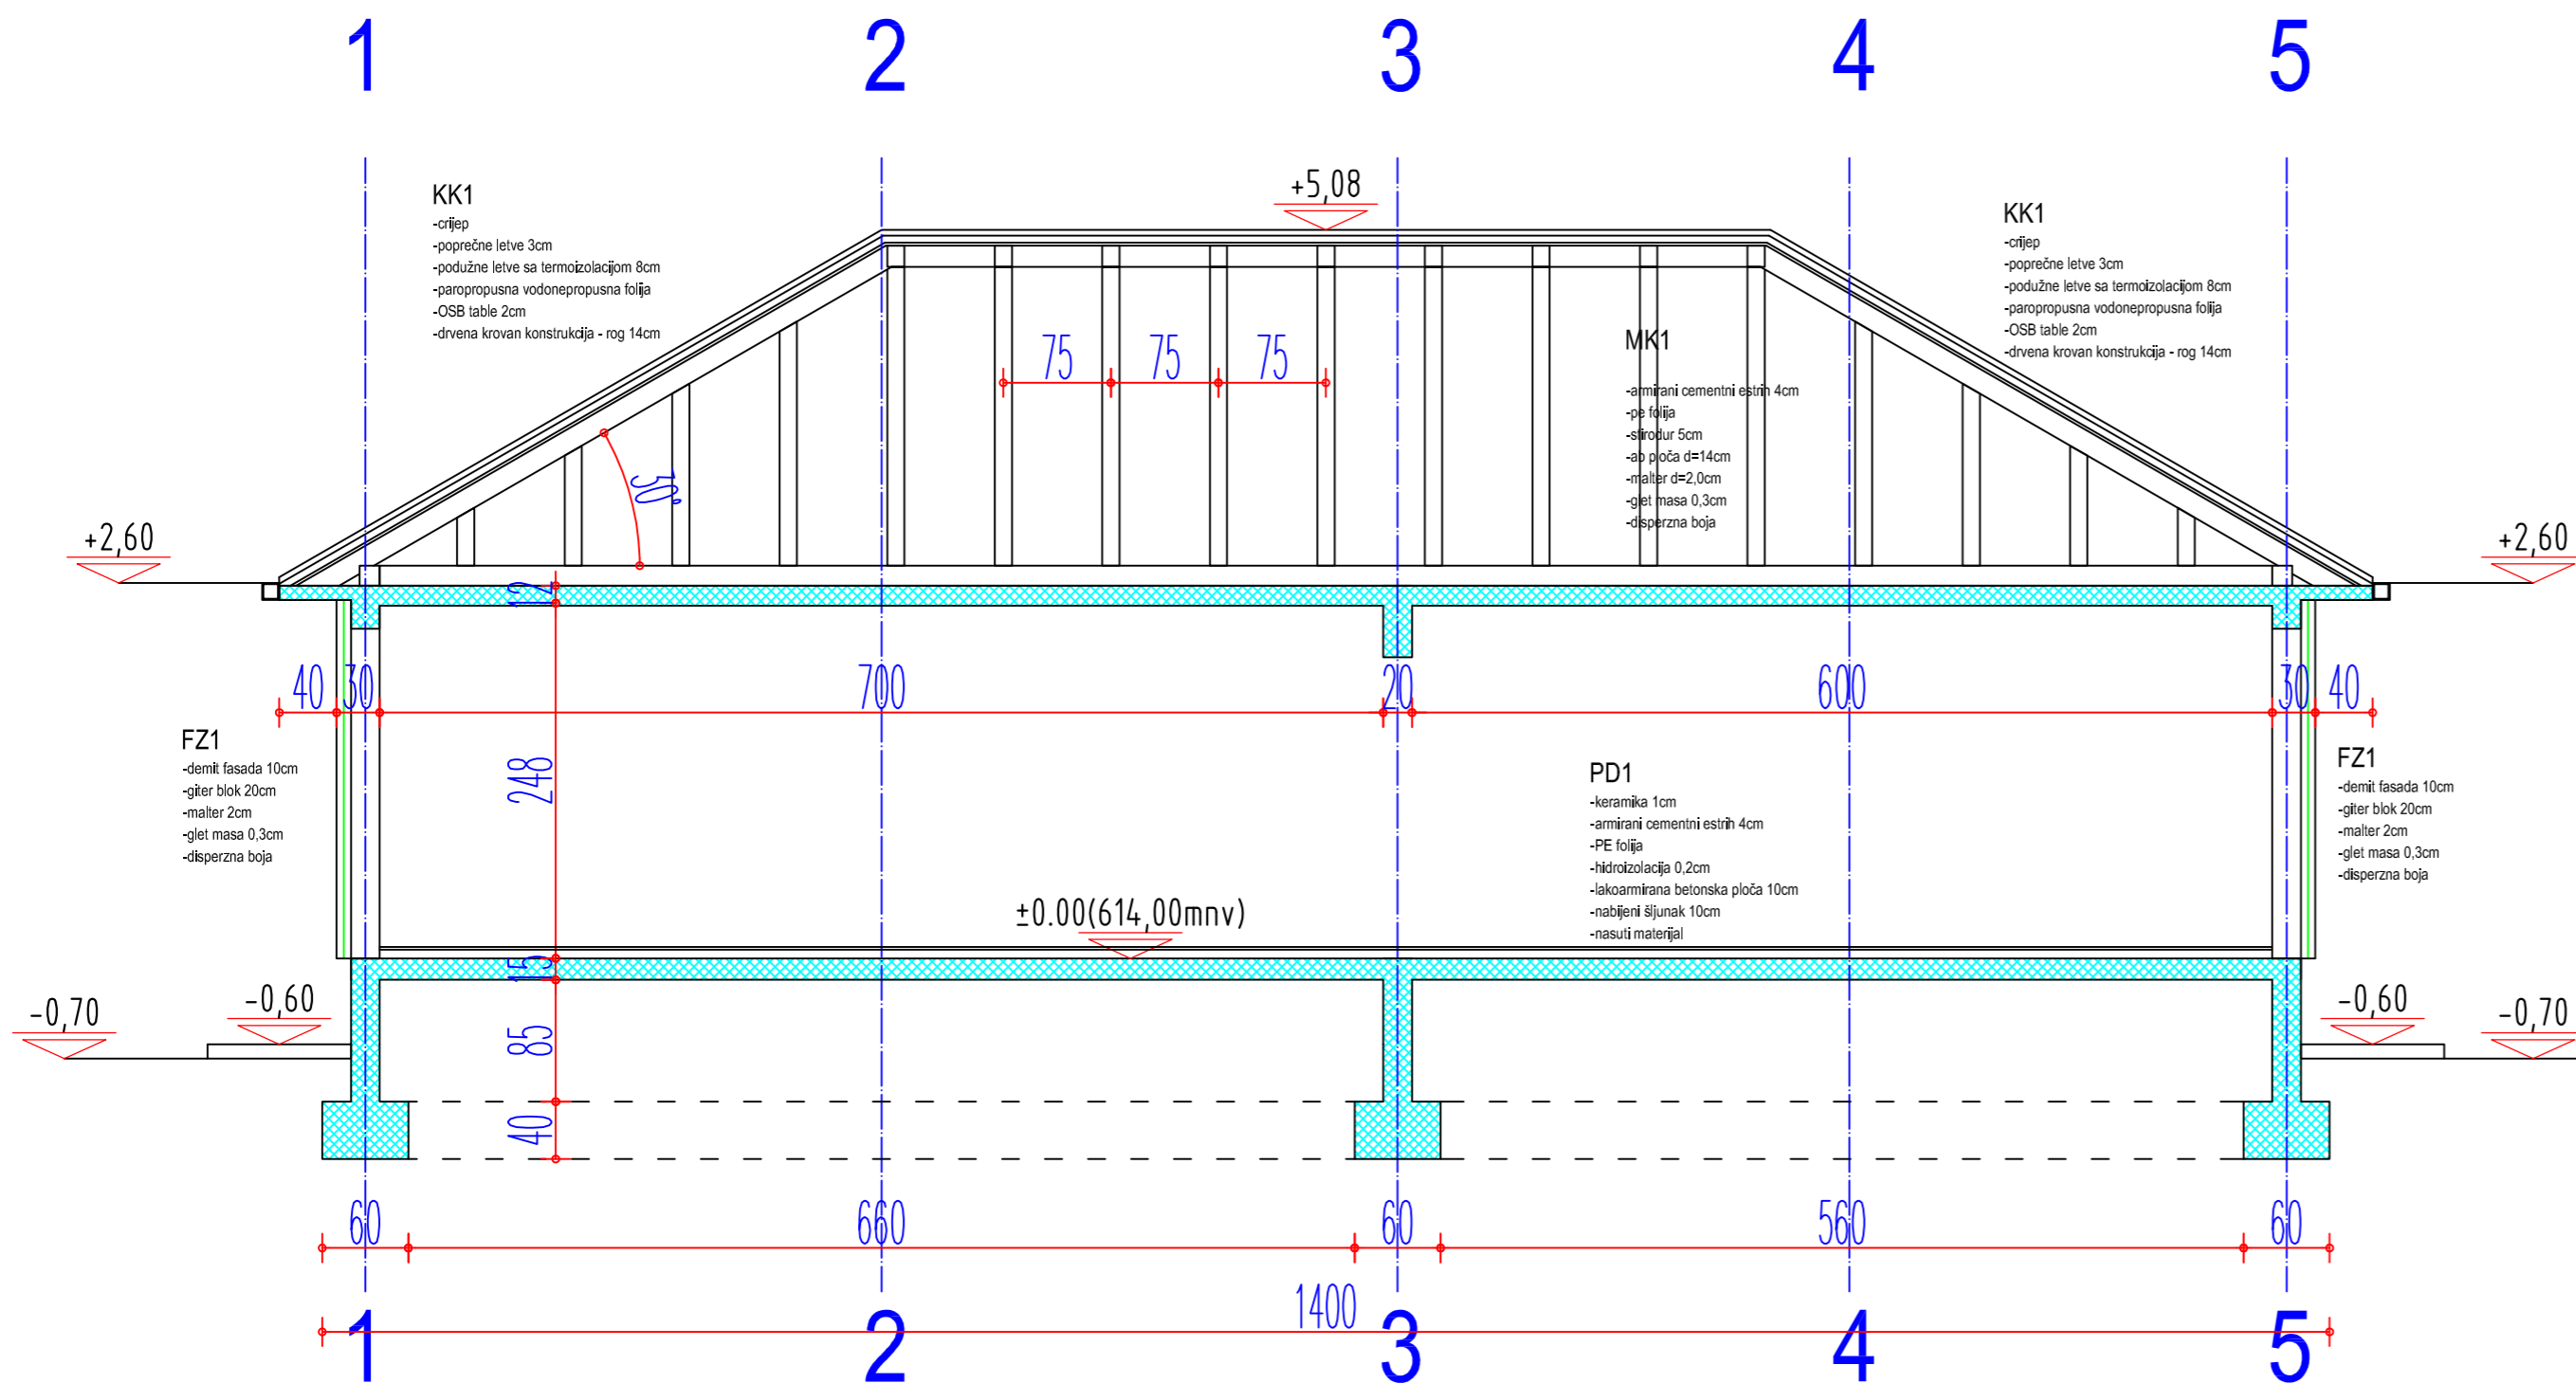 1 2 3 4 5
KK1
-crijep
-poprečne letve 3cm
-podužne letve sa termoizolacijom 8cm
-paropropusna vodonepropusna folija
-OSB table 2cm
-drvena krovan konstrukcija - rog 14cm
+5,08
KK1
-crijep
-poprečne letve 3cm
-podužne letve sa termoizolacijom 8cm
-paropropusna vodonepropusna folija
-OSB table 2cm
-drvena krovan konstrukcija - rog 14cm
75 75 75
MK1
-armirani cementni estrih 4cm
-pe folija
-stirodur 5cm
-ab ploča d=14cm
-malter d=2,0cm
-glet masa 0,3cm
-disperzna boja
30°
+2,60
+2,60
12
40 30 700 20 600 30 40
FZ1
-demit fasada 10cm
-giter blok 20cm
-malter 2cm
-glet masa 0,3cm
-disperzna boja
248
PD1
-keramika 1cm
-armirani cementni estrih 4cm
-PE folija
-hidroizolacija 0,2cm
-lakoarmirana betonska ploča 10cm
-nabijeni šljunak 10cm
-nasuti materijal
FZ1
-demit fasada 10cm
-giter blok 20cm
-malter 2cm
-glet masa 0,3cm
-disperzna boja
±0.00(614,00mnv)
15
-0,70
-0,60
-0,60
-0,70
85
40
60 660 60 560 60
1400
1 2 3 4 5